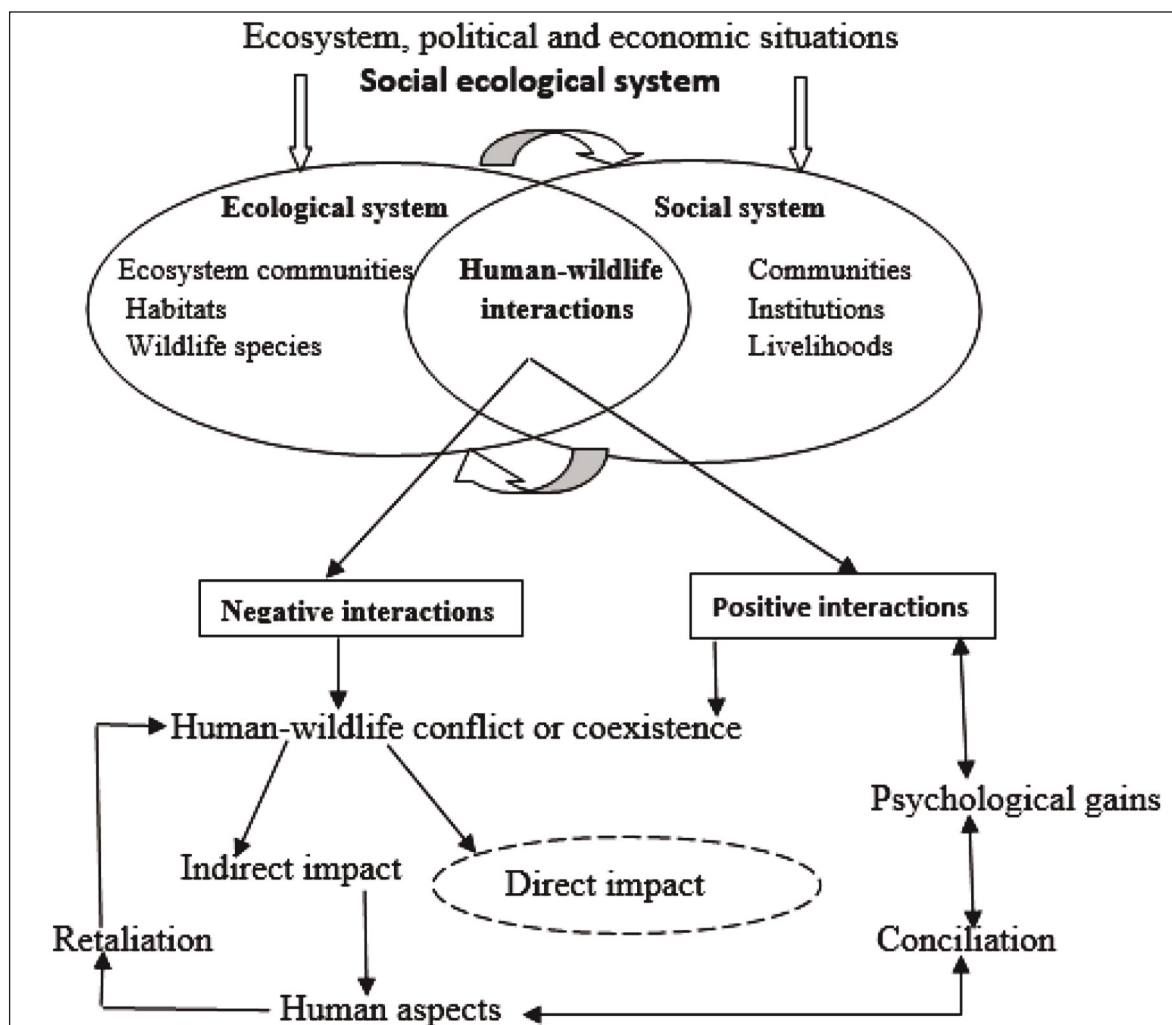 Ecosystem, political and economic situations
Social ecological system
Ecological system
Social system
Ecosystem communities
Habitats
Wildlife species
Human-wildlife
interactions
Communities
Institutions
Livelihoods
Negative interactions
Positive interactions
Human-wildlife conflict or coexistence
Psychological gains
Indirect impact
Direct impact
Retaliation
Conciliation
Human aspects